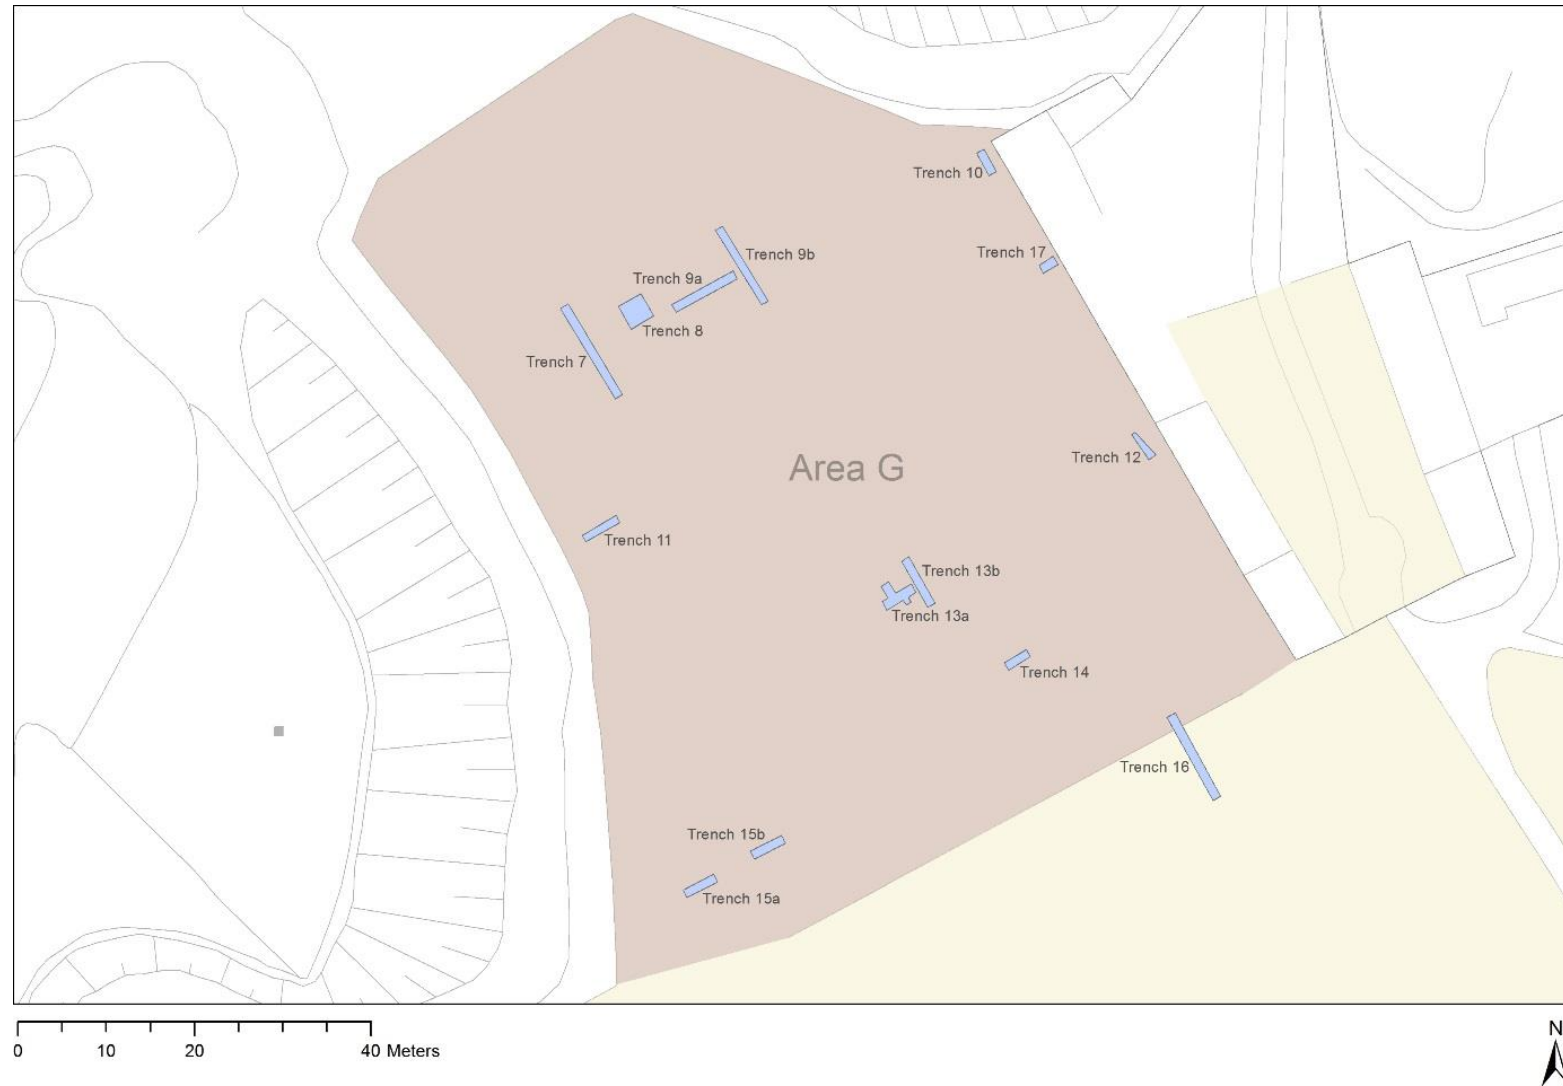 Trench 10
Trench 17
Trench 9b
Trench 9a
Trench 8
Trench 7
Trench 12
Area G
Trench 11
Trench 13b
Trench 13a
Trench 14
Trench 16
Trench 15b
Trench 15a
0 10 20 40 Meters
N